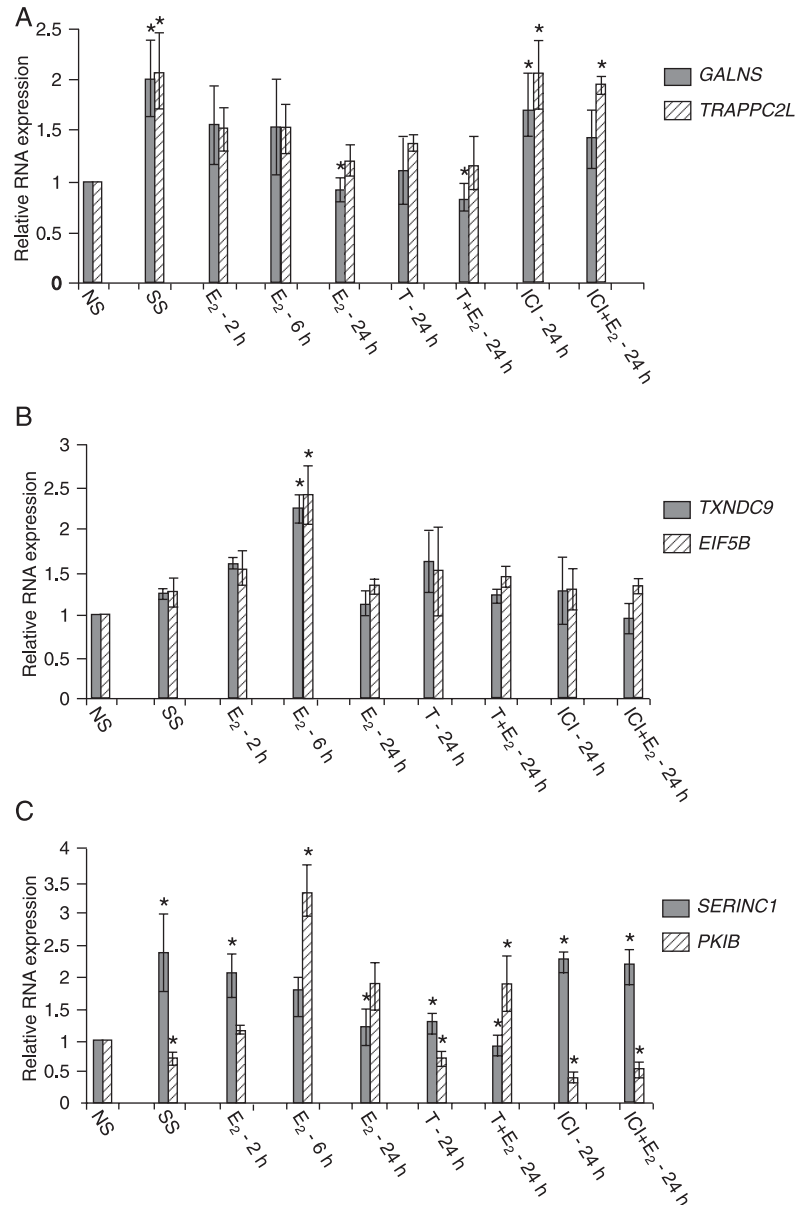 A
Relative RNA expression
2.5
2
1.5
1
0.5
0
* * * * * * *
NS
SS
E₂ - 2 h
E₂ - 6 h
E₂ - 24 h
T - 24 h
T+E₂ - 24 h
ICI - 24 h
ICI+E₂ - 24 h
GALNS
TRAPPC2L
B
Relative RNA expression
3
2.5
2
1.5
1
0.5
0
* *
NS
SS
E₂ - 2 h
E₂ - 6 h
E₂ - 24 h
T - 24 h
T+E₂ - 24 h
ICI - 24 h
ICI+E₂ - 24 h
TXNDC9
EIF5B
C
Relative RNA expression
4
3.5
3
2.5
2
1.5
1
0.5
0
* * * * * * * * * * * * *
NS
SS
E₂ - 2 h
E₂ - 6 h
E₂ - 24 h
T - 24 h
T+E₂ - 24 h
ICI - 24 h
ICI+E₂ - 24 h
SERINC1
PKIB